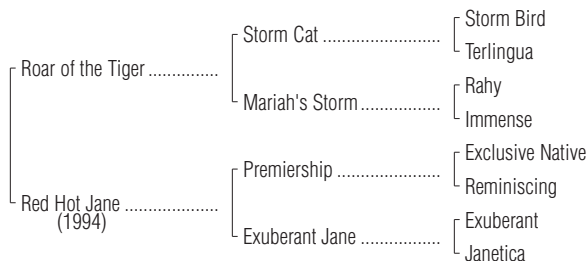 Storm Bird
Storm Cat ..........................
Terlingua
Roar of the Tiger ...............
Rahy
Mariah's Storm .................
Immense
Exclusive Native
Premiership .......................
Reminiscing
Red Hot Jane ....................
(1994)
Exuberant
Exuberant Jane .................
Janetica